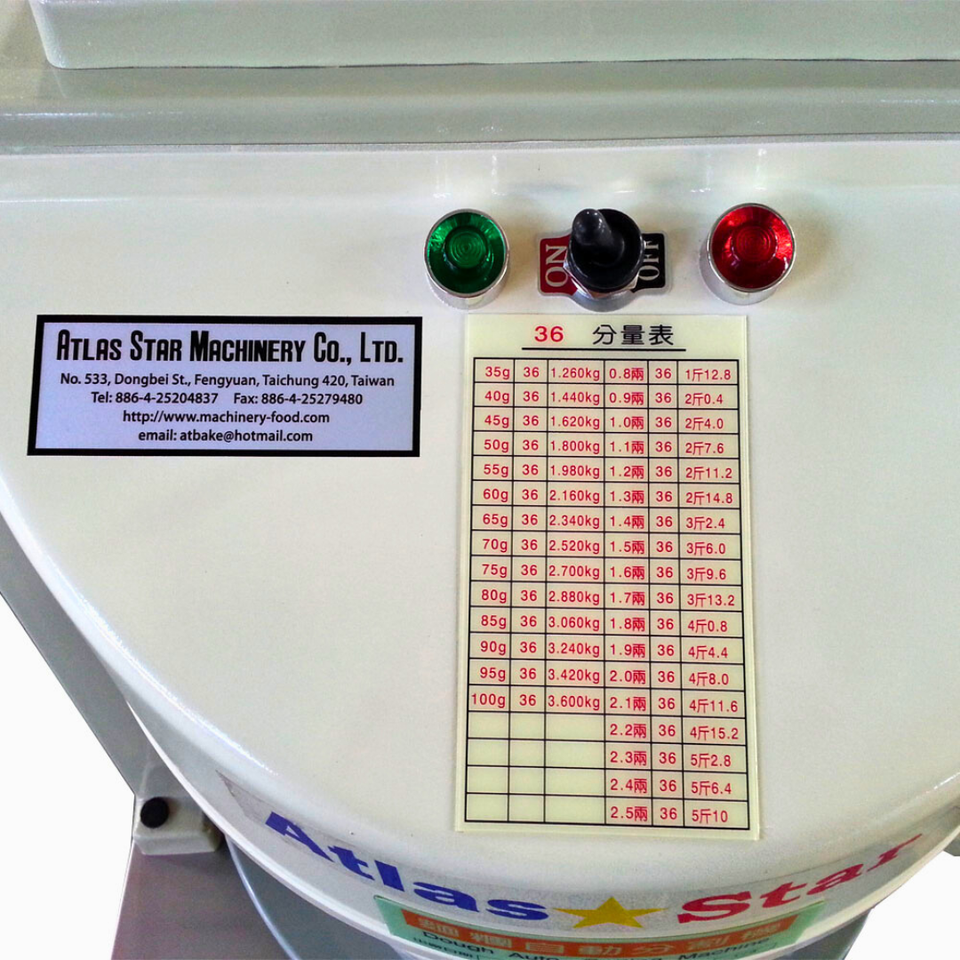 ON OFF
ATLAS STAR MACHINERY CO., LTD.
No. 533, Dongbei St., Fengyuan, Taichung 420, Taiwan
Tel: 886-4-25204837 Fax: 886-4-25279480
http://www.machinery-food.com
email: atbake@hotmail.com
36 分量表
35g 36 1.260kg 0.8兩 36 1斤12.8
40g 36 1.440kg 0.9兩 36 2斤0.4
45g 36 1.620kg 1.0兩 36 2斤4.0
50g 36 1.800kg 1.1兩 36 2斤7.6
55g 36 1.980kg 1.2兩 36 2斤11.2
60g 36 2.160kg 1.3兩 36 2斤14.8
65g 36 2.340kg 1.4兩 36 3斤2.4
70g 36 2.520kg 1.5兩 36 3斤6.0
75g 36 2.700kg 1.6兩 36 3斤9.6
80g 36 2.880kg 1.7兩 36 3斤13.2
85g 36 3.060kg 1.8兩 36 4斤0.8
90g 36 3.240kg 1.9兩 36 4斤4.4
95g 36 3.420kg 2.0兩 36 4斤8.0
100g 36 3.600kg 2.1兩 36 4斤11.6
2.2兩 36 4斤15.2
2.3兩 36 5斤2.8
2.4兩 36 5斤6.4
2.5兩 36 5斤10
Atlas Star
自動分割機
Dough Machine